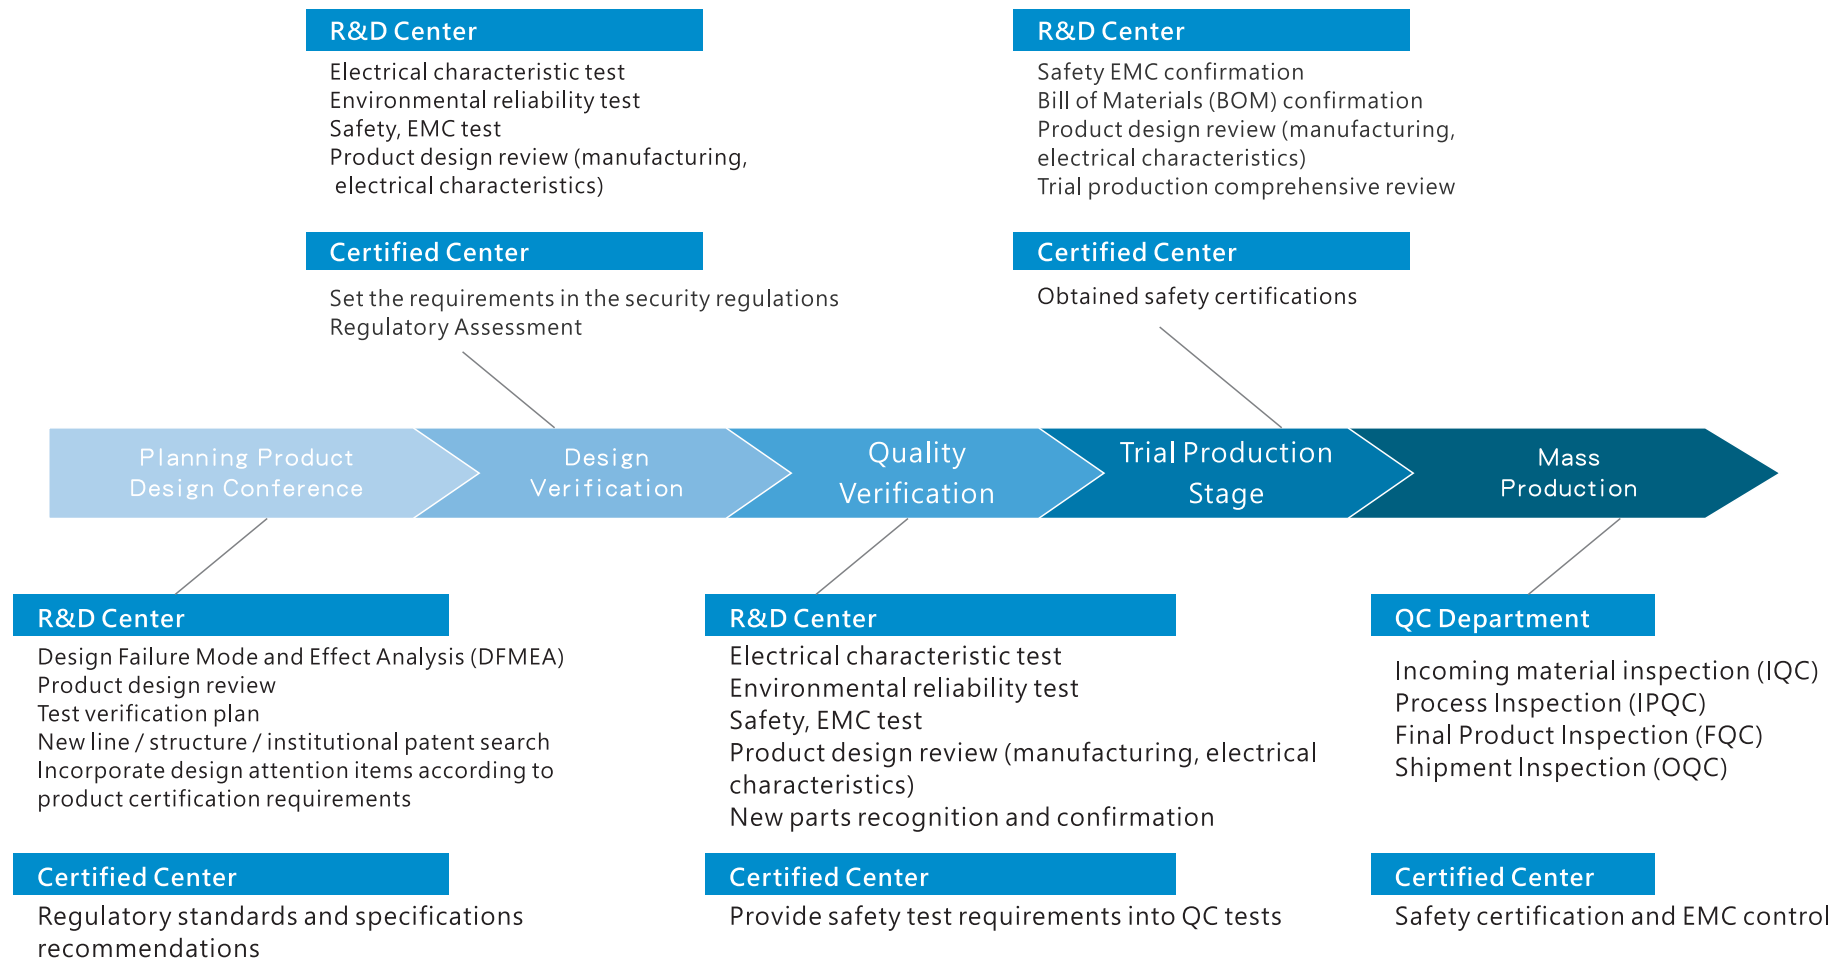 R&D Center
Electrical characteristic test
Environmental reliability test
Safety, EMC test
Product design review (manufacturing,
electrical characteristics)
Certified Center
Set the requirements in the security regulations
Regulatory Assessment
R&D Center
Safety EMC confirmation
Bill of Materials (BOM) confirmation
Product design review (manufacturing,
electrical characteristics)
Trial production comprehensive review
Certified Center
Obtained safety certifications
Planning Product
Design Conference
Design
Verification
Quality
Verification
Trial Production
Stage
Mass
Production
R&D Center
Design Failure Mode and Effect Analysis (DFMEA)
Product design review
Test verification plan
New line / structure / institutional patent search
Incorporate design attention items according to
product certification requirements
Certified Center
Regulatory standards and specifications
recommendations
R&D Center
Electrical characteristic test
Environmental reliability test
Safety, EMC test
Product design review (manufacturing, electrical
characteristics)
New parts recognition and confirmation
Certified Center
Provide safety test requirements into QC tests
QC Department
Incoming material inspection (IQC)
Process Inspection (IPQC)
Final Product Inspection (FQC)
Shipment Inspection (OQC)
Certified Center
Safety certification and EMC control